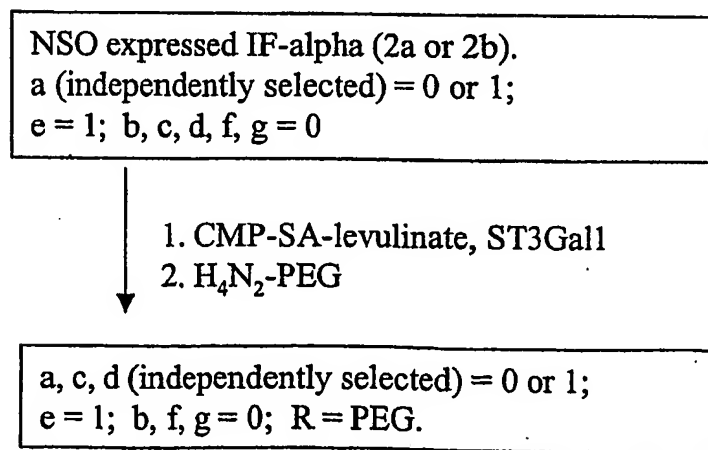 NSO expressed IF-alpha (2a or 2b).
a (independently selected) = 0 or 1;
e = 1; b, c, d, f, g = 0
1. CMP-SA-levulinate, ST3Gal1
2. H₄N₂-PEG
a, c, d (independently selected) = 0 or 1;
e = 1; b, f, g = 0; R = PEG.